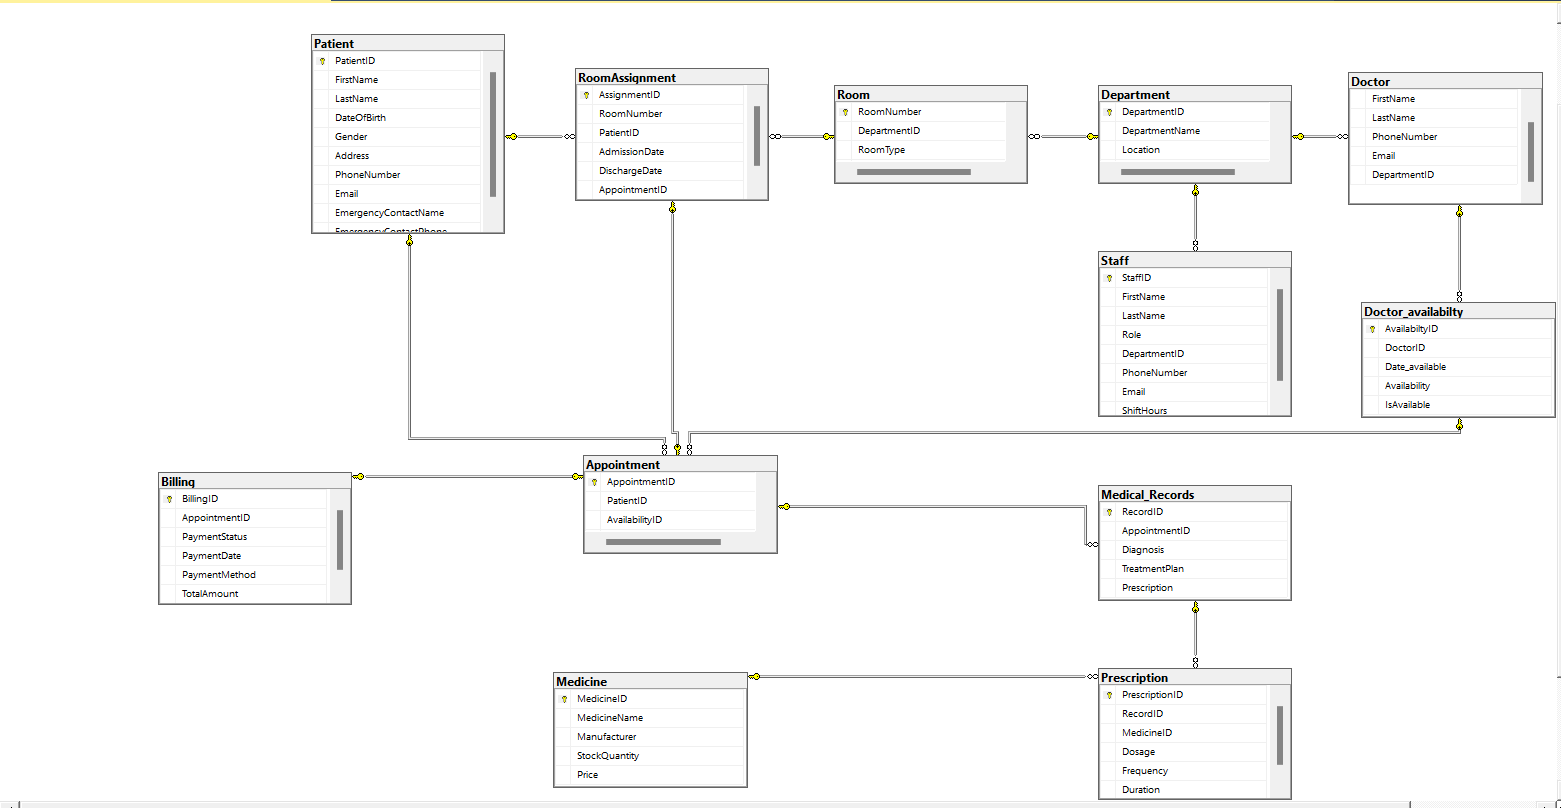 Patient
PatientID
FirstName
LastName
DateOfBirth
Gender
Address
PhoneNumber
Email
EmergencyContactName
EmergencyContactPhone
RoomAssignment
AssignmentID
RoomNumber
PatientID
AdmissionDate
DischargeDate
AppointmentID
Room
RoomNumber
DepartmentID
RoomType
Department
DepartmentID
DepartmentName
Location
Doctor
FirstName
LastName
PhoneNumber
Email
DepartmentID
Staff
StaffID
FirstName
LastName
Role
DepartmentID
PhoneNumber
Email
ShiftHours
Doctor_availabilty
AvailabiltyID
DoctorID
Date_available
Availability
IsAvailable
Billing
BillingID
AppointmentID
PaymentStatus
PaymentDate
PaymentMethod
TotalAmount
Appointment
AppointmentID
PatientID
AvailabilityID
Medical_Records
RecordID
AppointmentID
Diagnosis
TreatmentPlan
Prescription
Medicine
MedicineID
MedicineName
Manufacturer
StockQuantity
Price
Prescription
PrescriptionID
RecordID
MedicineID
Dosage
Frequency
Duration